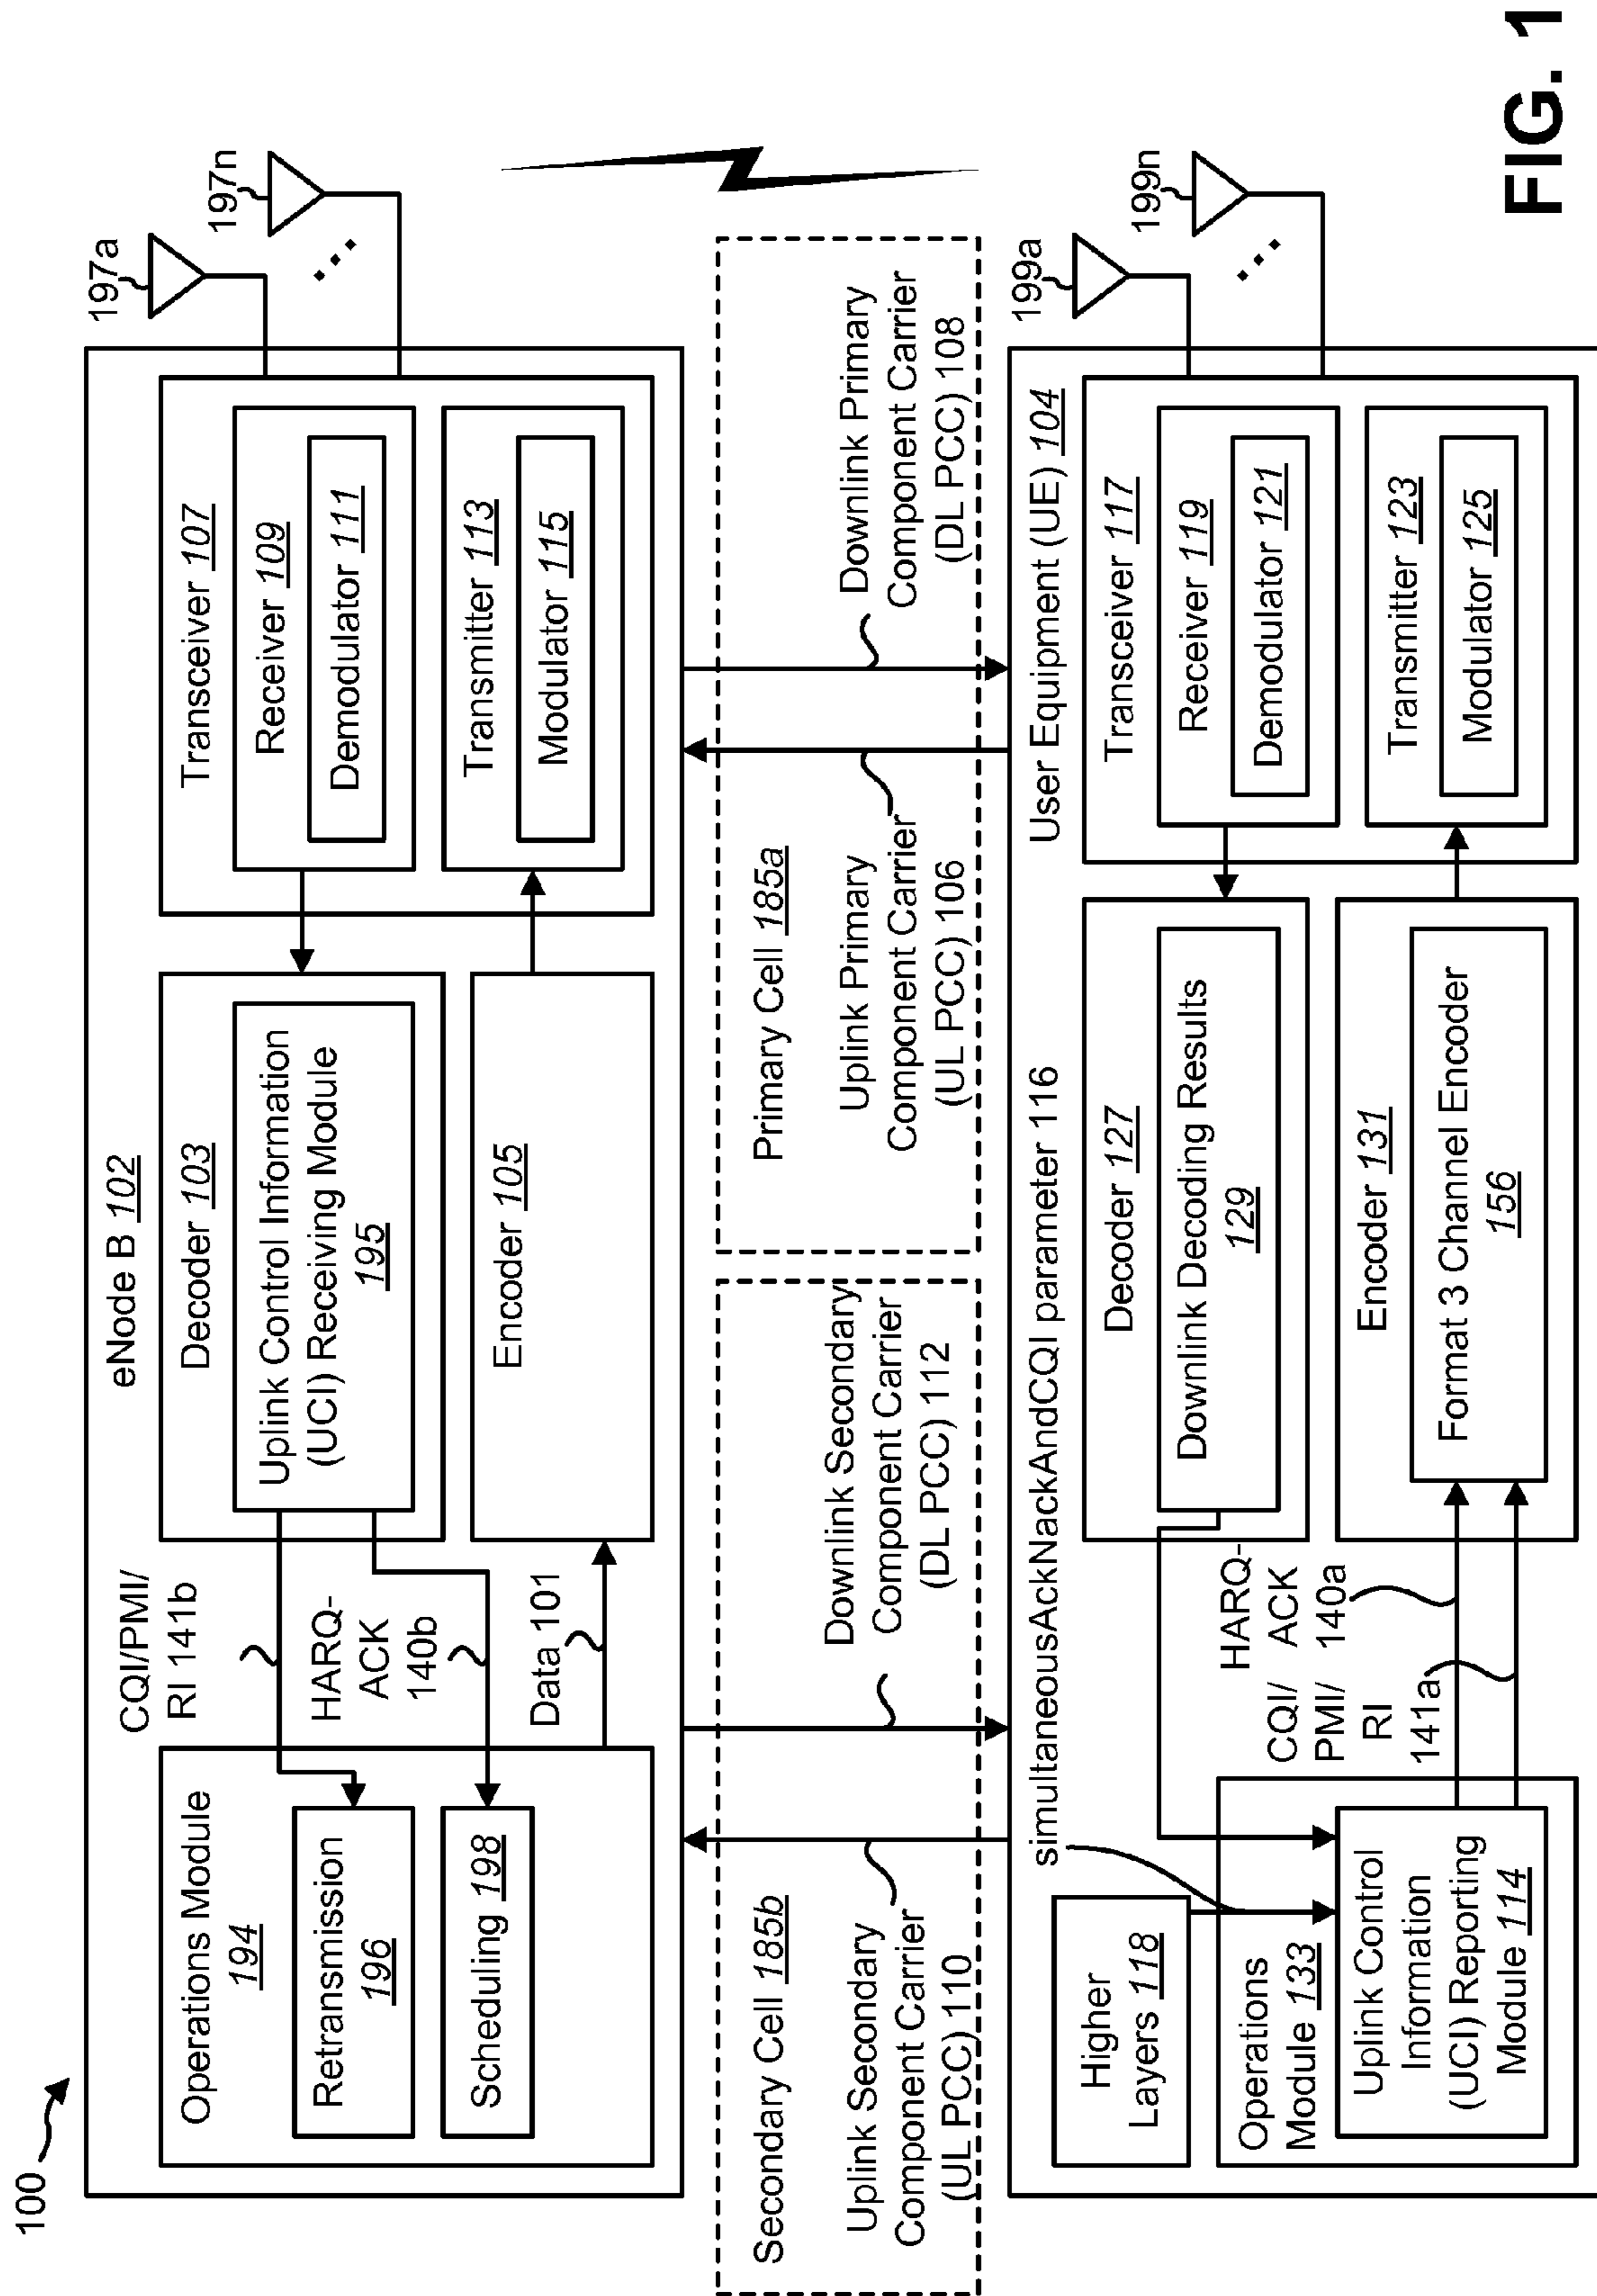 100
eNode B 102
Operations Module
194
Retransmission
196
Scheduling 198
CQI/PMI/
RI 141b
HARQ-
ACK
140b
Data 101
Decoder 103
Uplink Control Information
(UCI) Receiving Module
195
Encoder 105
Transceiver 107
Receiver 109
Demodulator 111
Transmitter 113
Modulator 115
197a
197n
Secondary Cell 185b
Uplink Secondary
Component Carrier
(UL PCC) 110
Downlink Secondary
Component Carrier
(DL PCC) 112
Primary Cell 185a
Uplink Primary
Component Carrier
(UL PCC) 106
Downlink Primary
Component Carrier
(DL PCC) 108
simultaneousAckNackAndCQI parameter 116
User Equipment (UE) 104
Higher
Layers 118
Operations
Module 133
Uplink Control
Information
(UCI) Reporting
Module 114
HARQ-
ACK
140a
CQI/
PMI/
RI
141a
Decoder 127
Downlink Decoding Results
129
Encoder 131
Format 3 Channel Encoder
156
Transceiver 117
Receiver 119
Demodulator 121
Transmitter 123
Modulator 125
199a
199n
FIG. 1